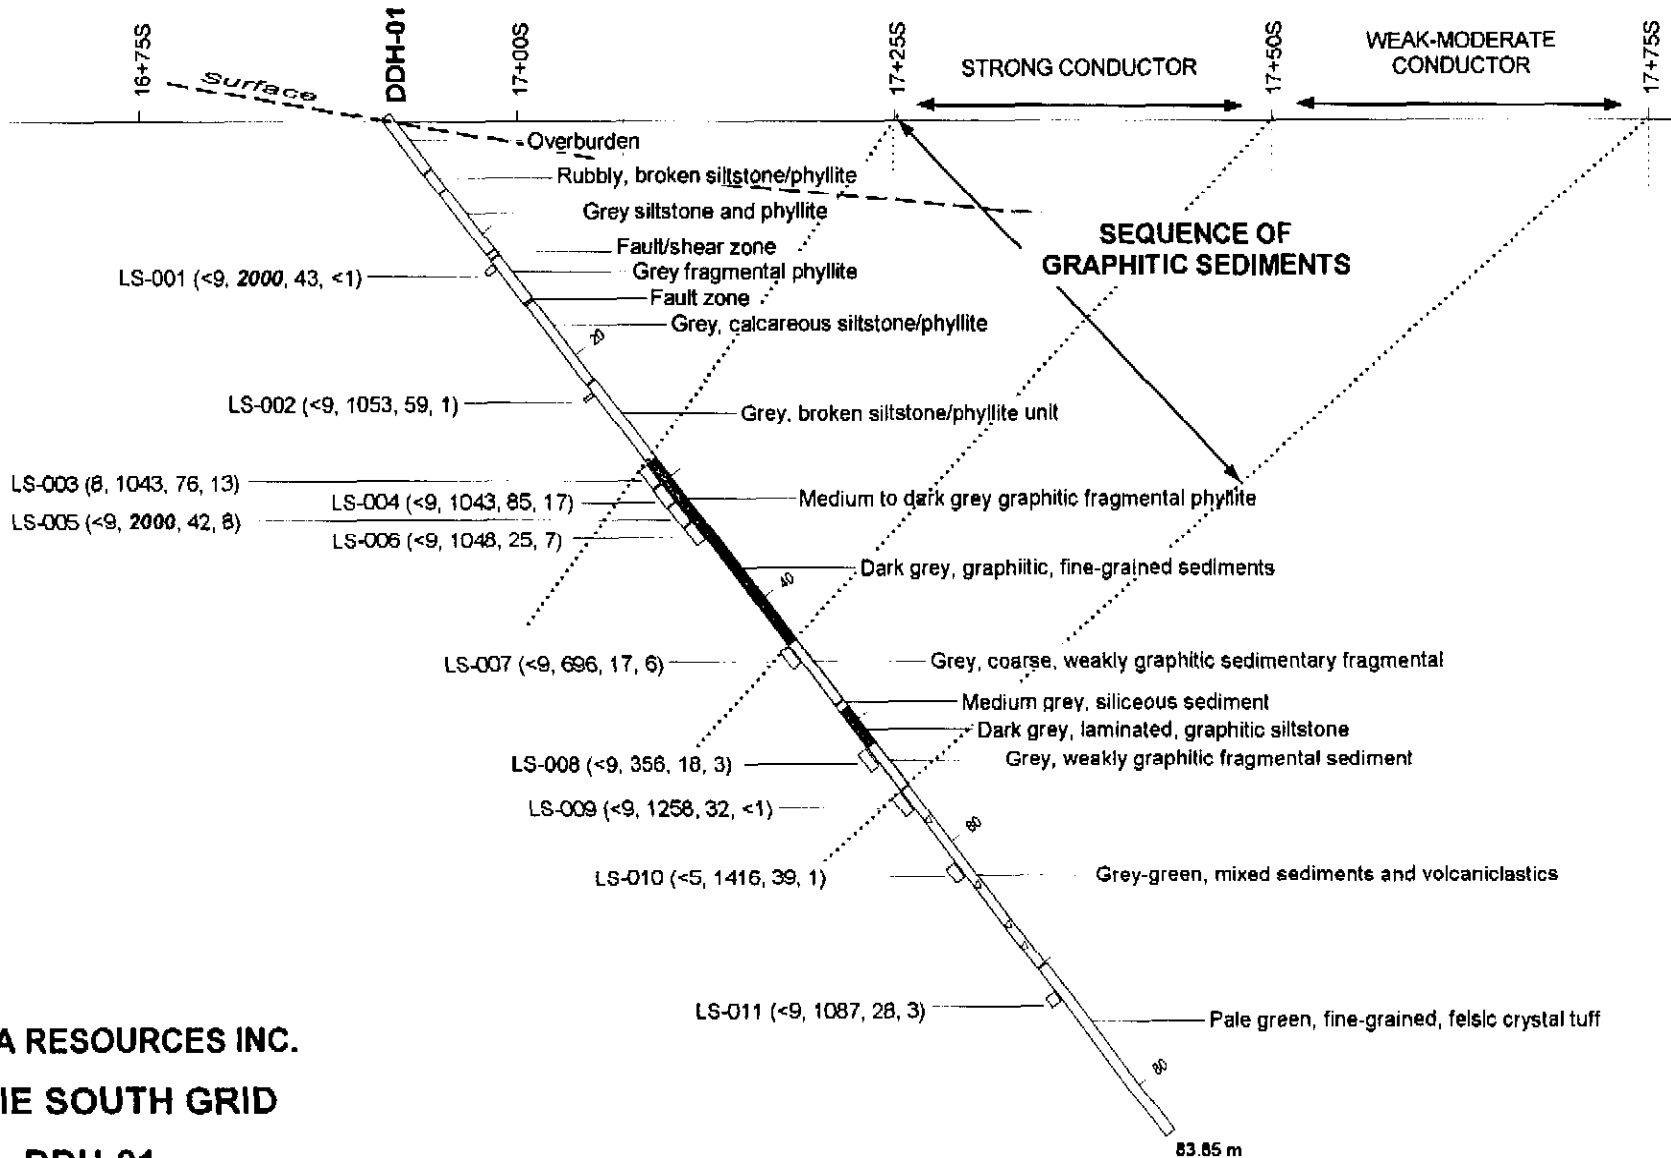 16+75S
DDH-01
17+00S
17+25S
STRONG CONDUCTOR
17+50S
WEAK-MODERATE
CONDUCTOR
17+75S
Surface
Overburden
Rubbly, broken siltstone/phyllite
Grey siltstone and phyllite
Fault/shear zone
Grey fragmental phyllite
Fault zone
Grey, calcareous siltstone/phyllite
SEQUENCE OF
GRAPHITIC SEDIMENTS
LS-001 (<9, 2000, 43, <1)
20
LS-002 (<9, 1053, 59, 1)
Grey, broken siltstone/phyllite unit
LS-003 (8, 1043, 76, 13)
LS-004 (<9, 1043, 85, 17)
Medium to dark grey graphitic fragmental phyllite
LS-005 (<9, 2000, 42, 8)
LS-006 (<9, 1048, 25, 7)
Dark grey, graphiitic, fine-grained sediments
40
LS-007 (<9, 696, 17, 6)
Grey, coarse, weakly graphitic sedimentary fragmental
Medium grey, siliceous sediment
Dark grey, laminated, graphitic siltstone
LS-008 (<9, 356, 18, 3)
Grey, weakly graphitic fragmental sediment
LS-009 (<9, 1258, 32, <1)
60
LS-010 (<5, 1416, 39, 1)
Grey-green, mixed sediments and volcaniclastics
LS-011 (<9, 1087, 28, 3)
Pale green, fine-grained, felsic crystal tuff
80
83.85 m
A RESOURCES INC.
IE SOUTH GRID
DDH-01